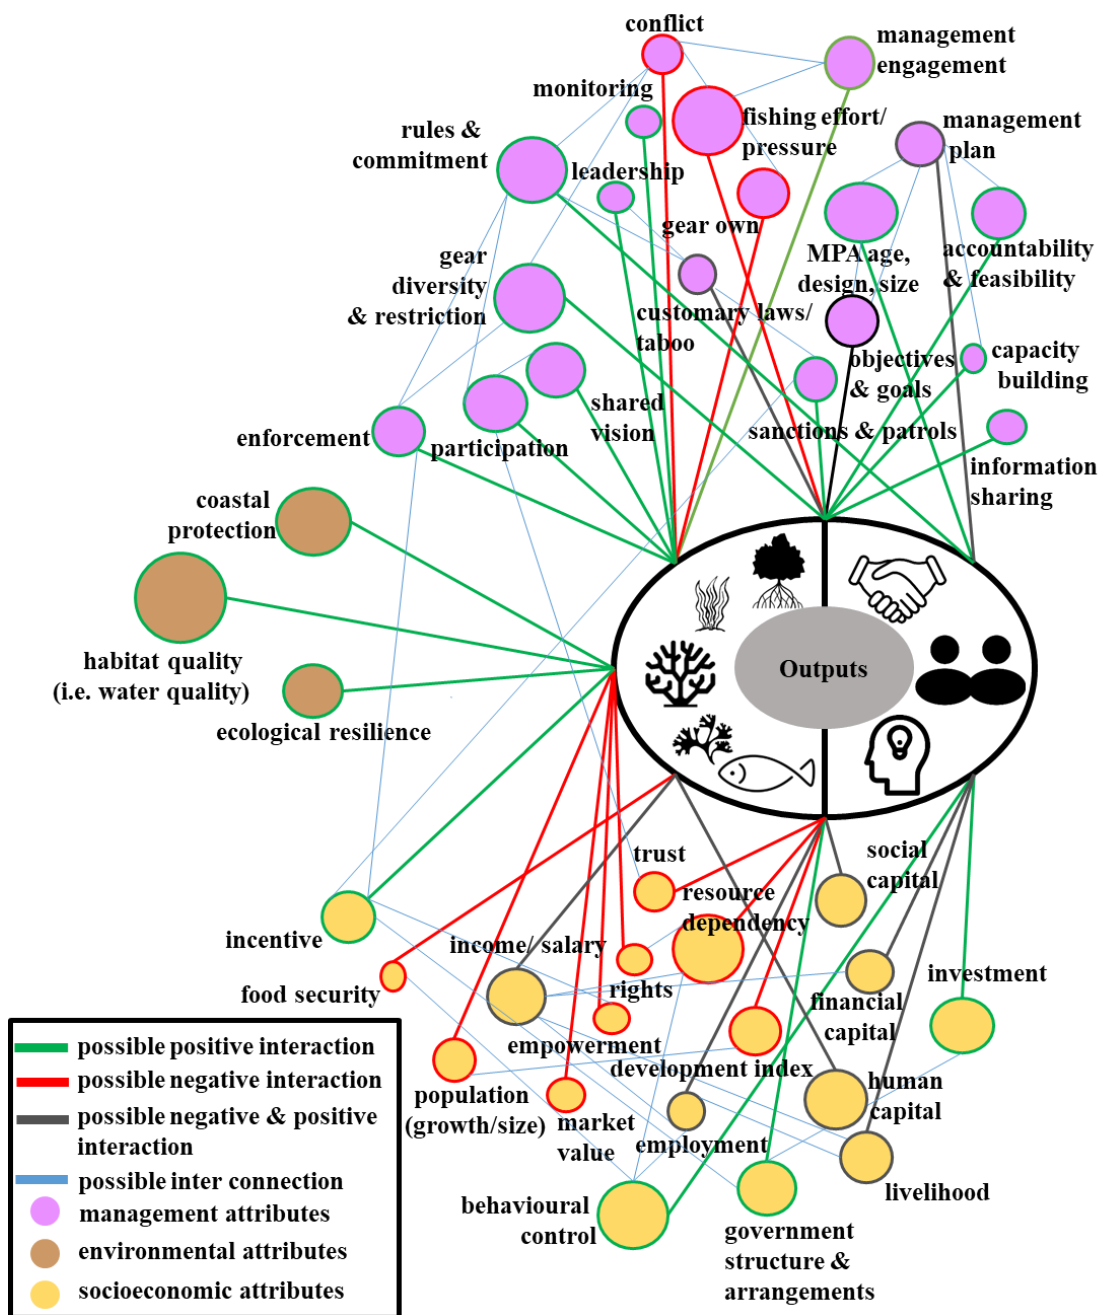 conflict
management
engagement
monitoring
fishing effort/
pressure
management
plan
rules &
commitment
leadership
gear own
MPA age,
design, size
accountability
& feasibility
gear
diversity
& restriction
customary laws/
taboo
objectives
& goals
capacity
building
shared
vision
sanctions & patrols
enforcement
participation
information
sharing
coastal
protection
habitat quality
(i.e. water quality)
ecological resilience
Outputs
trust
social
capital
resource
dependency
incentive
income/ salary
food security
rights
financial
capital
investment
empowerment
development index
population
(growth/size)
market
value
employment
human
capital
livelihood
behavioural
control
government
structure &
arrangements
possible positive interaction
possible negative interaction
possible negative & positive
interaction
possible inter connection
management attributes
environmental attributes
socioeconomic attributes